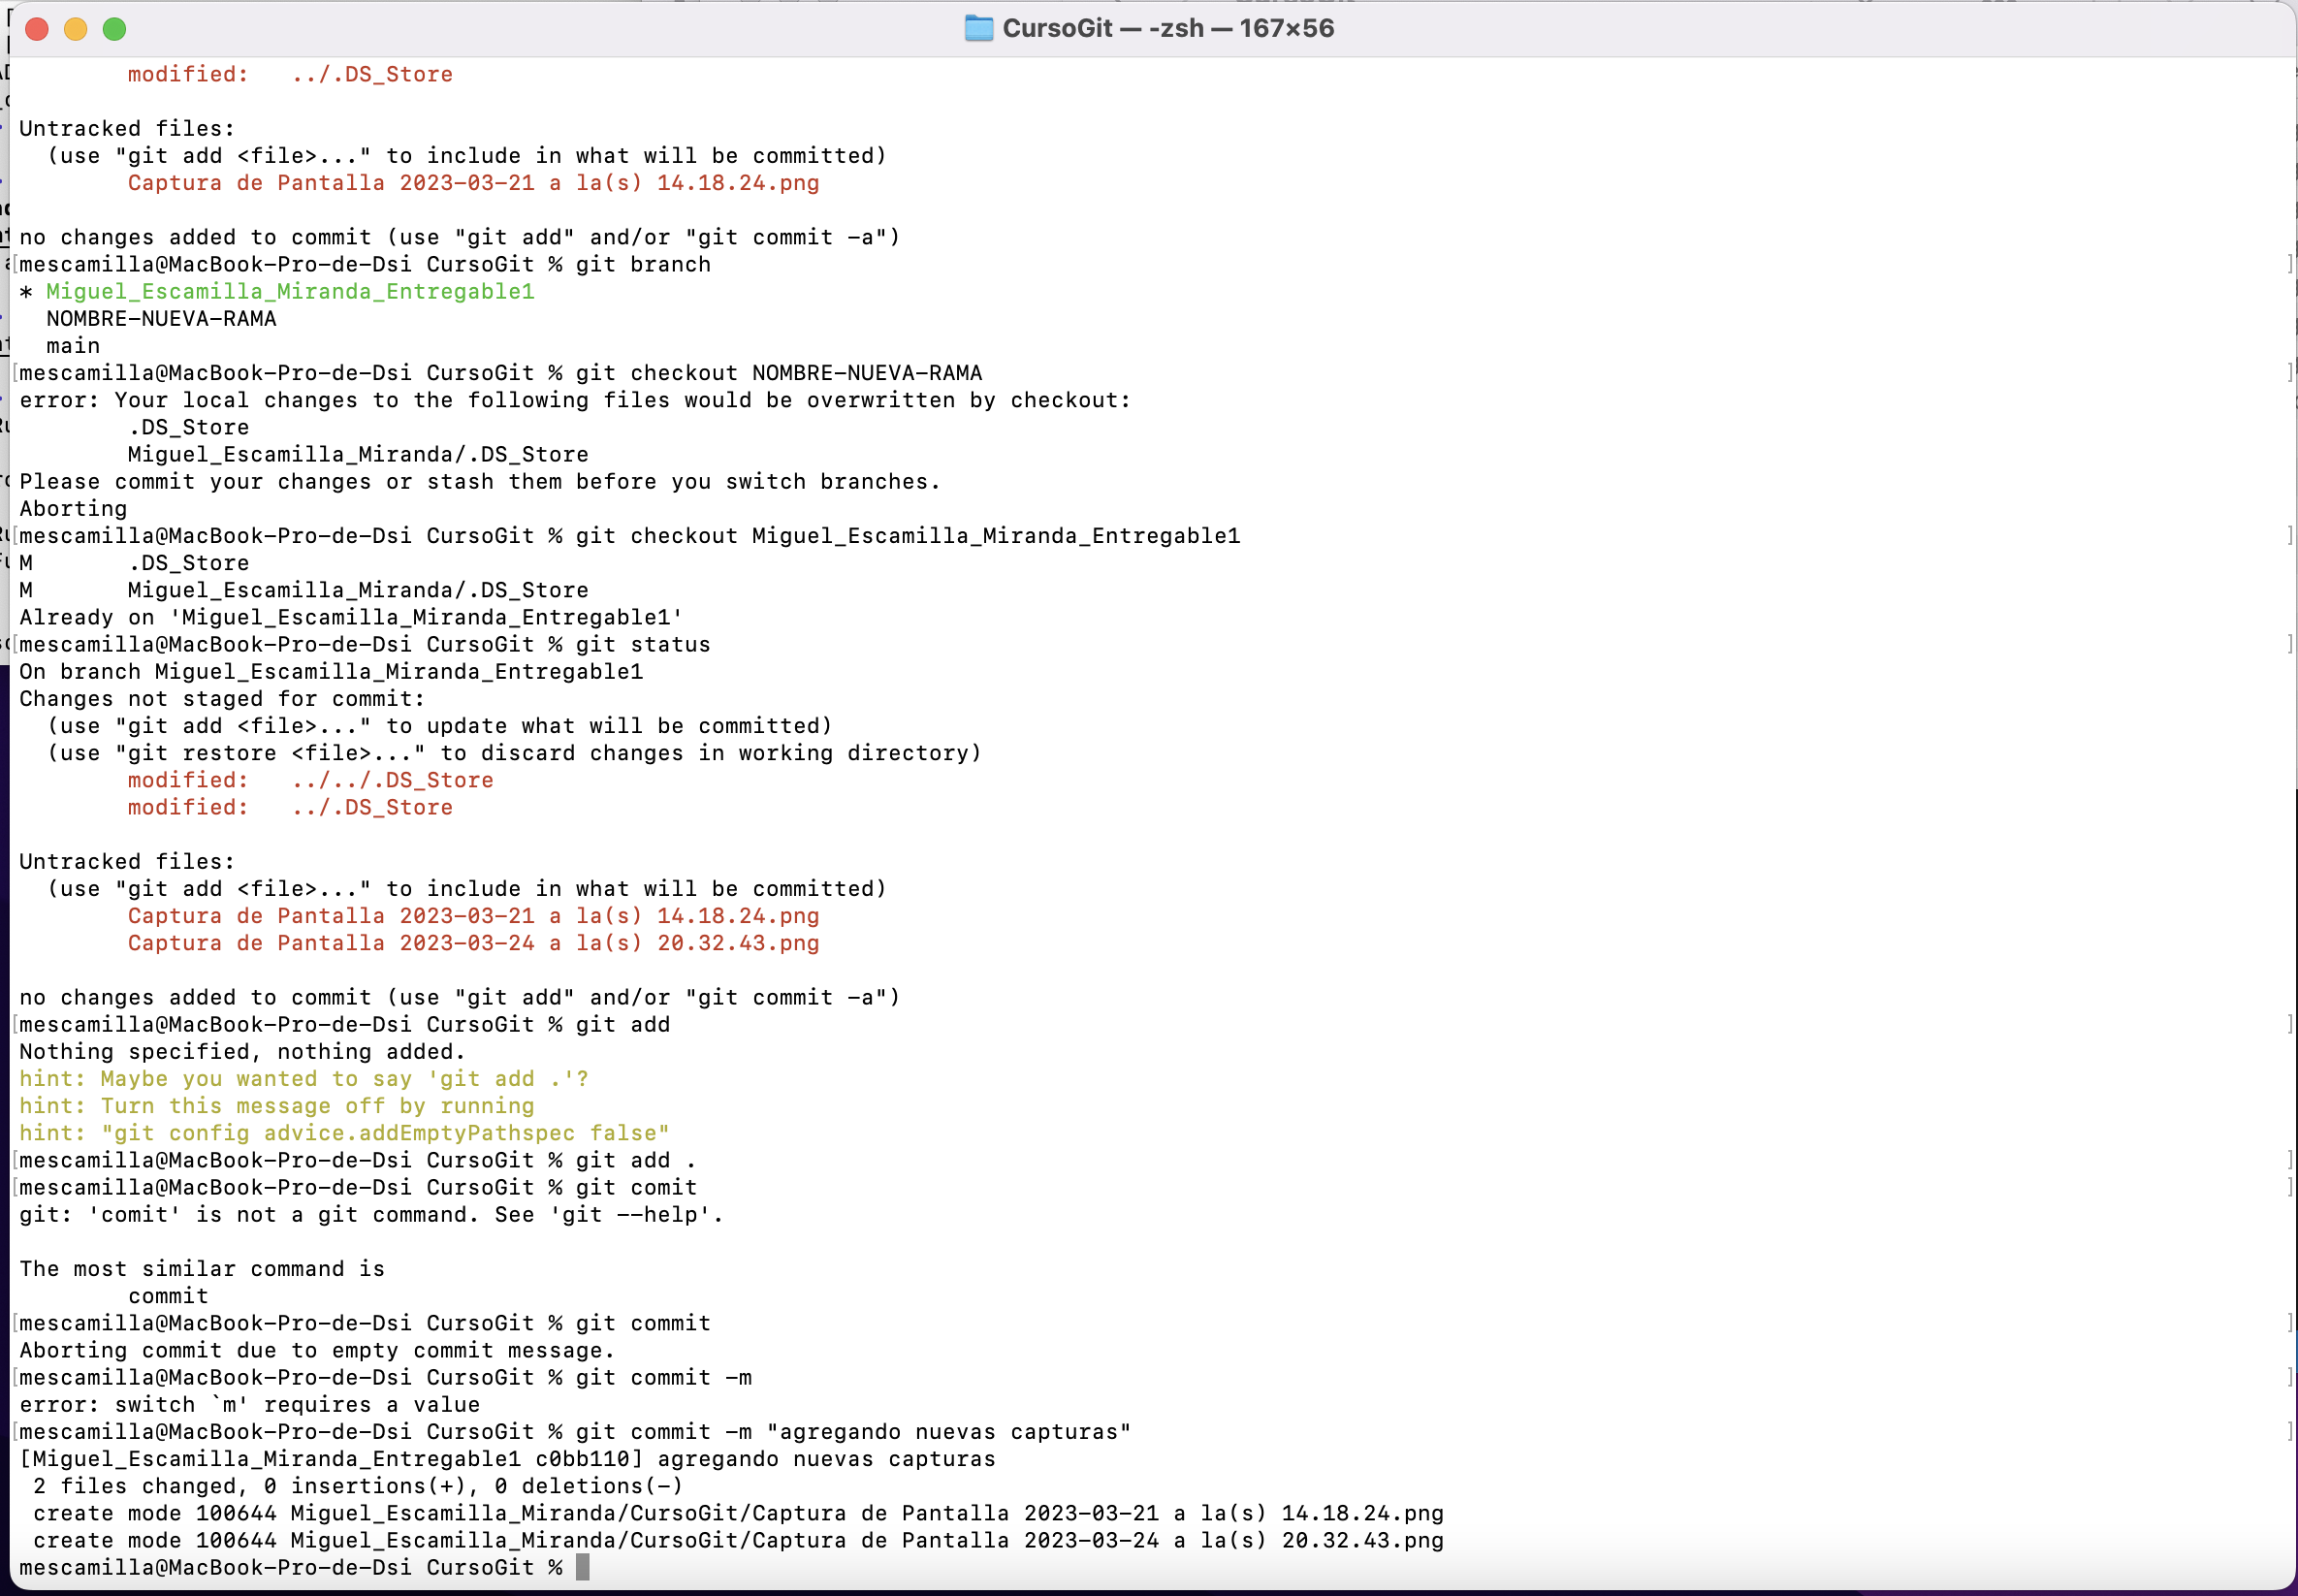 CursoGit — -zsh — 167×56
modified:   ../.DS_Store
Untracked files:
(use "git add <file>..." to include in what will be committed)
Captura de Pantalla 2023-03-21 a la(s) 14.18.24.png
no changes added to commit (use "git add" and/or "git commit -a")
mescamilla@MacBook-Pro-de-Dsi CursoGit % git branch
* Miguel_Escamilla_Miranda_Entregable1
NOMBRE-NUEVA-RAMA
main
mescamilla@MacBook-Pro-de-Dsi CursoGit % git checkout NOMBRE-NUEVA-RAMA
error: Your local changes to the following files would be overwritten by checkout:
.DS_Store
Miguel_Escamilla_Miranda/.DS_Store
Please commit your changes or stash them before you switch branches.
Aborting
mescamilla@MacBook-Pro-de-Dsi CursoGit % git checkout Miguel_Escamilla_Miranda_Entregable1
M       .DS_Store
M       Miguel_Escamilla_Miranda/.DS_Store
Already on 'Miguel_Escamilla_Miranda_Entregable1'
mescamilla@MacBook-Pro-de-Dsi CursoGit % git status
On branch Miguel_Escamilla_Miranda_Entregable1
Changes not staged for commit:
(use "git add <file>..." to update what will be committed)
(use "git restore <file>..." to discard changes in working directory)
modified:   ../../.DS_Store
modified:   ../.DS_Store
Untracked files:
(use "git add <file>..." to include in what will be committed)
Captura de Pantalla 2023-03-21 a la(s) 14.18.24.png
Captura de Pantalla 2023-03-24 a la(s) 20.32.43.png
no changes added to commit (use "git add" and/or "git commit -a")
mescamilla@MacBook-Pro-de-Dsi CursoGit % git add
Nothing specified, nothing added.
hint: Maybe you wanted to say 'git add .'?
hint: Turn this message off by running
hint: "git config advice.addEmptyPathspec false"
mescamilla@MacBook-Pro-de-Dsi CursoGit % git add .
mescamilla@MacBook-Pro-de-Dsi CursoGit % git comit
git: 'comit' is not a git command. See 'git --help'.
The most similar command is
commit
mescamilla@MacBook-Pro-de-Dsi CursoGit % git commit
Aborting commit due to empty commit message.
mescamilla@MacBook-Pro-de-Dsi CursoGit % git commit -m
error: switch `m' requires a value
mescamilla@MacBook-Pro-de-Dsi CursoGit % git commit -m "agregando nuevas capturas"
[Miguel_Escamilla_Miranda_Entregable1 c0bb110] agregando nuevas capturas
2 files changed, 0 insertions(+), 0 deletions(-)
create mode 100644 Miguel_Escamilla_Miranda/CursoGit/Captura de Pantalla 2023-03-21 a la(s) 14.18.24.png
create mode 100644 Miguel_Escamilla_Miranda/CursoGit/Captura de Pantalla 2023-03-24 a la(s) 20.32.43.png
mescamilla@MacBook-Pro-de-Dsi CursoGit %